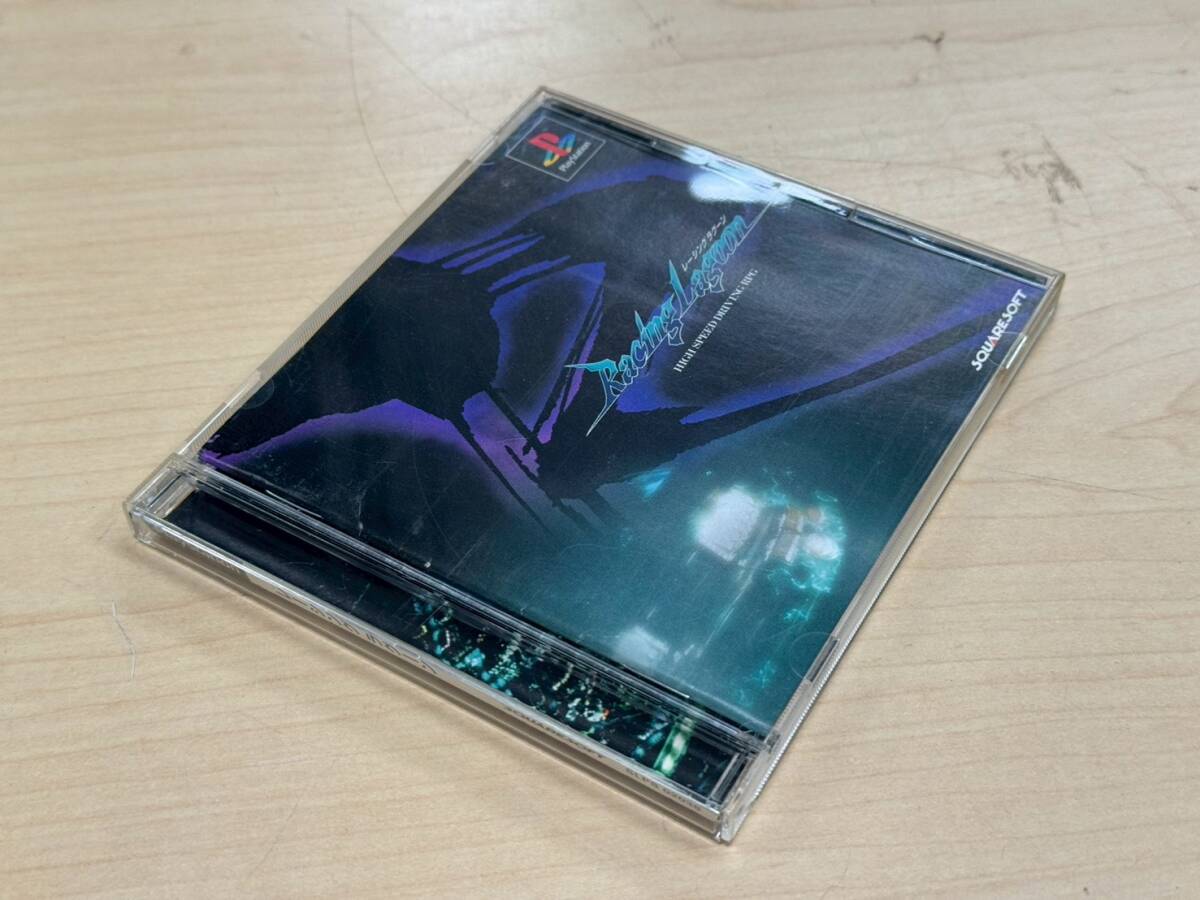 PlayStation
レーシングラグーン
Racing Lagoon
HIGH SPEED DRIVING RPG
SQUARESOFT